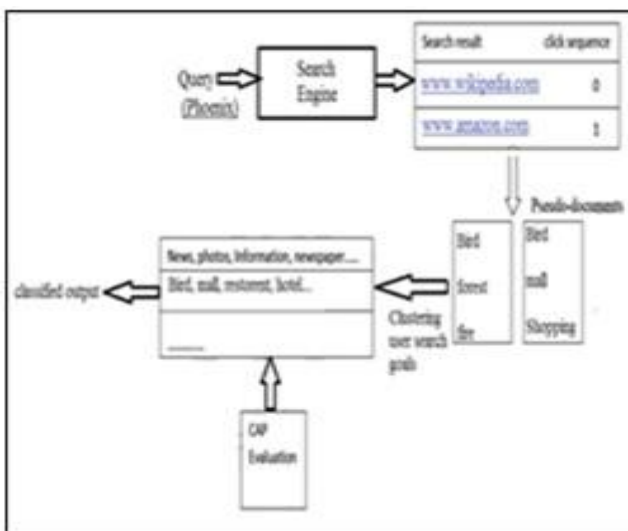 Query
(Phoenix)
Search
Engine
Search result click sequence
www.wikipedia.com 0
www.amazon.com 1
Pseudo-documents
Bird
forest
fire
Bird
mall
Shopping
Clustering
user search
goals
News, photos, Information, newspaper.....
Bird, mall, restorent, hotel...
classified output
CAP
Evaluation